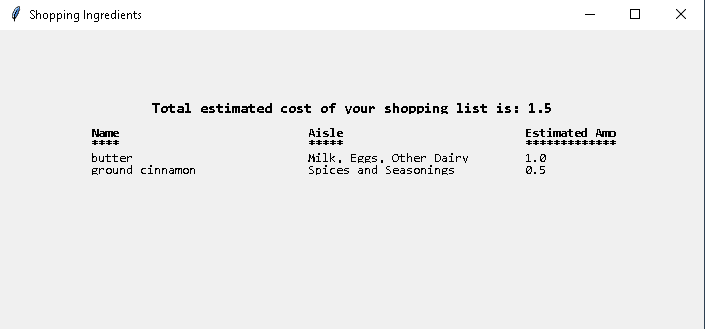 Shopping Ingredients
Total estimated cost of your shopping list is: 1.5
Name Aisle Estimated Amo
**** ***** *************
butter Milk, Eggs, Other Dairy 1.0
ground cinnamon Spices and Seasonings 0.5